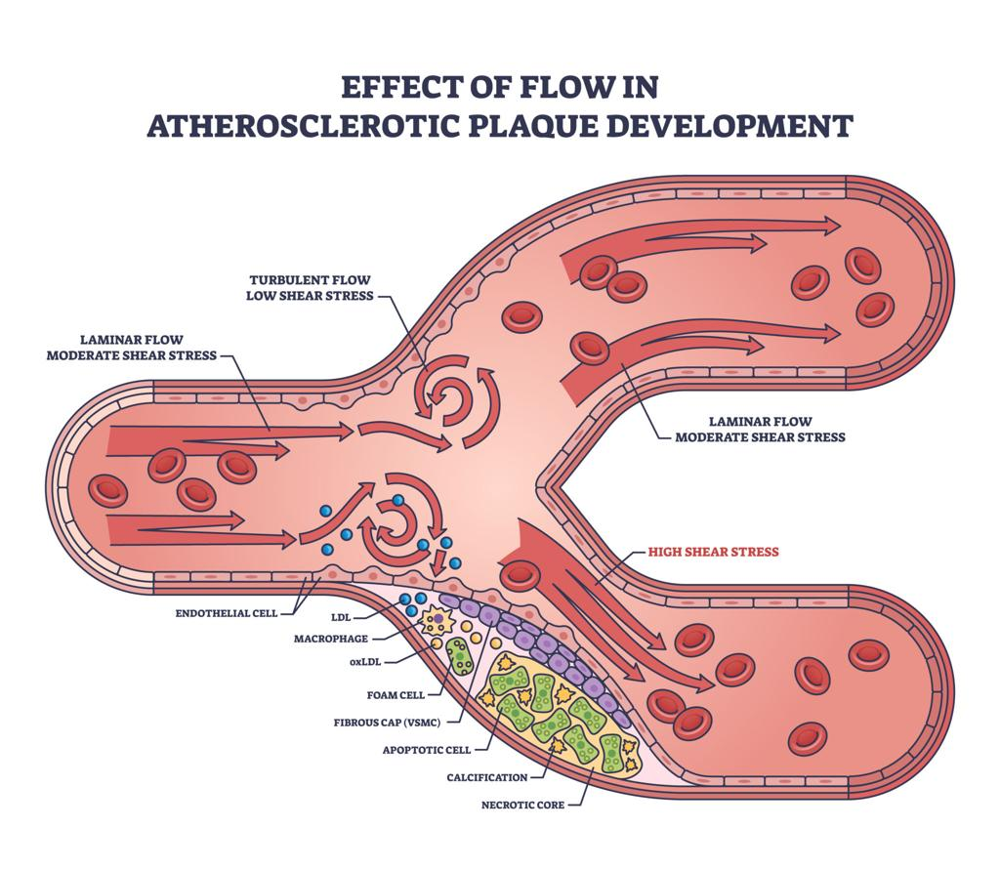 EFFECT OF FLOW IN
ATHEROSCLEROTIC PLAQUE DEVELOPMENT
TURBULENT FLOW
LOW SHEAR STRESS
LAMINAR FLOW
MODERATE SHEAR STRESS
LAMINAR FLOW
MODERATE SHEAR STRESS
HIGH SHEAR STRESS
ENDOTHELIAL CELL
LDL
MACROPHAGE
oxLDL
FOAM CELL
FIBROUS CAP (VSMC)
APOPTOTIC CELL
CALCIFICATION
NECROTIC CORE